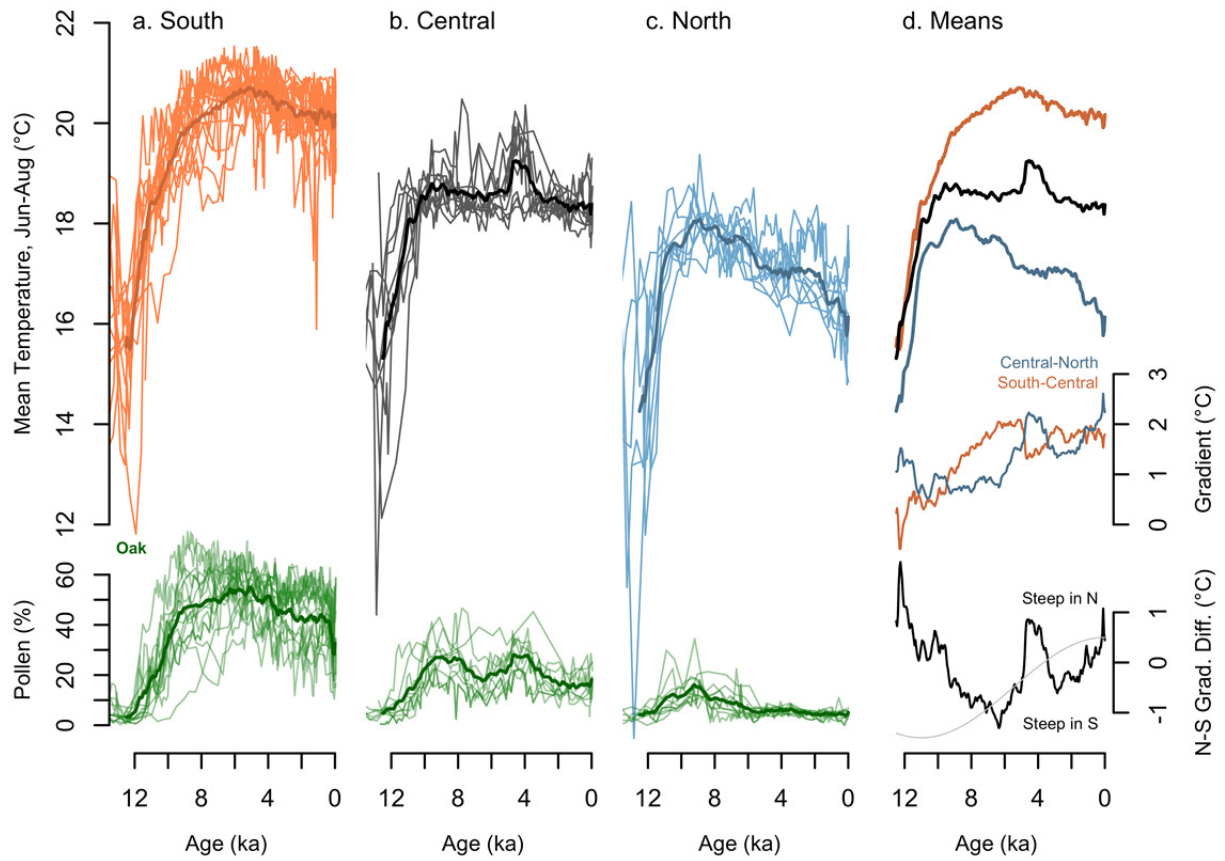 a. South
b. Central
c. North
d. Means
Mean Temperature, Jun-Aug (°C)
22
20
18
16
14
12
Oak
Pollen (%)
60
40
20
0
Central-North
South-Central
3
2
1
0
Gradient (°C)
Steep in N
Steep in S
1
0
-1
N-S Grad. Diff. (°C)
12 8 4 0
12 8 4 0
12 8 4 0
12 8 4 0
Age (ka)
Age (ka)
Age (ka)
Age (ka)